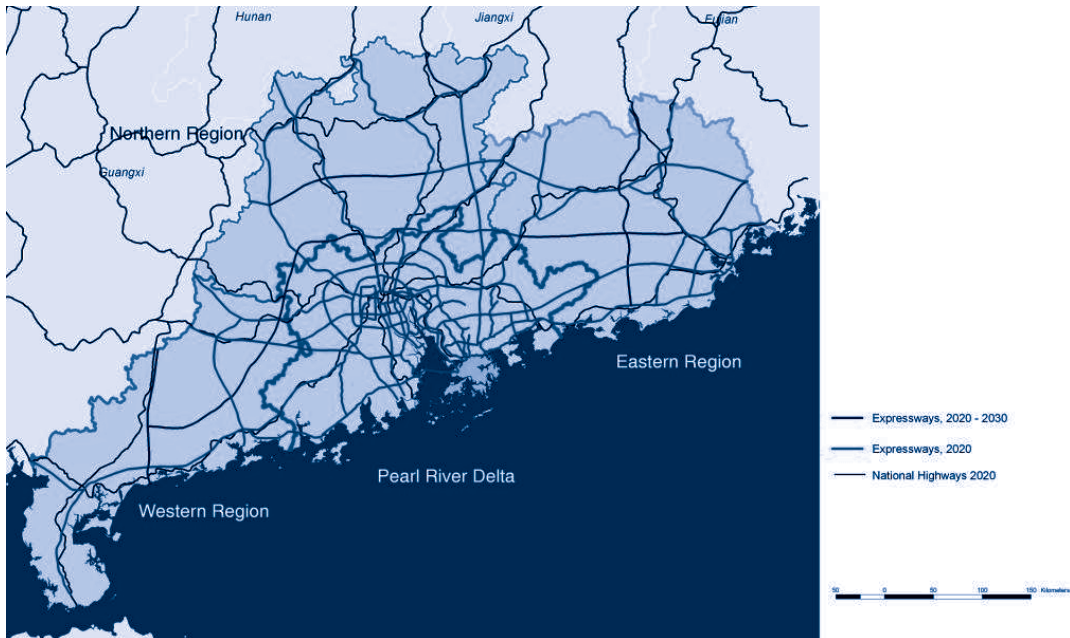 Hunan
Jiangxi
Fujian
Northern Region
Guangxi
Eastern Region
Pearl River Delta
Western Region
Expressways, 2020 - 2030
Expressways, 2020
National Highways 2020
50 0 50 100 150 Kilometers